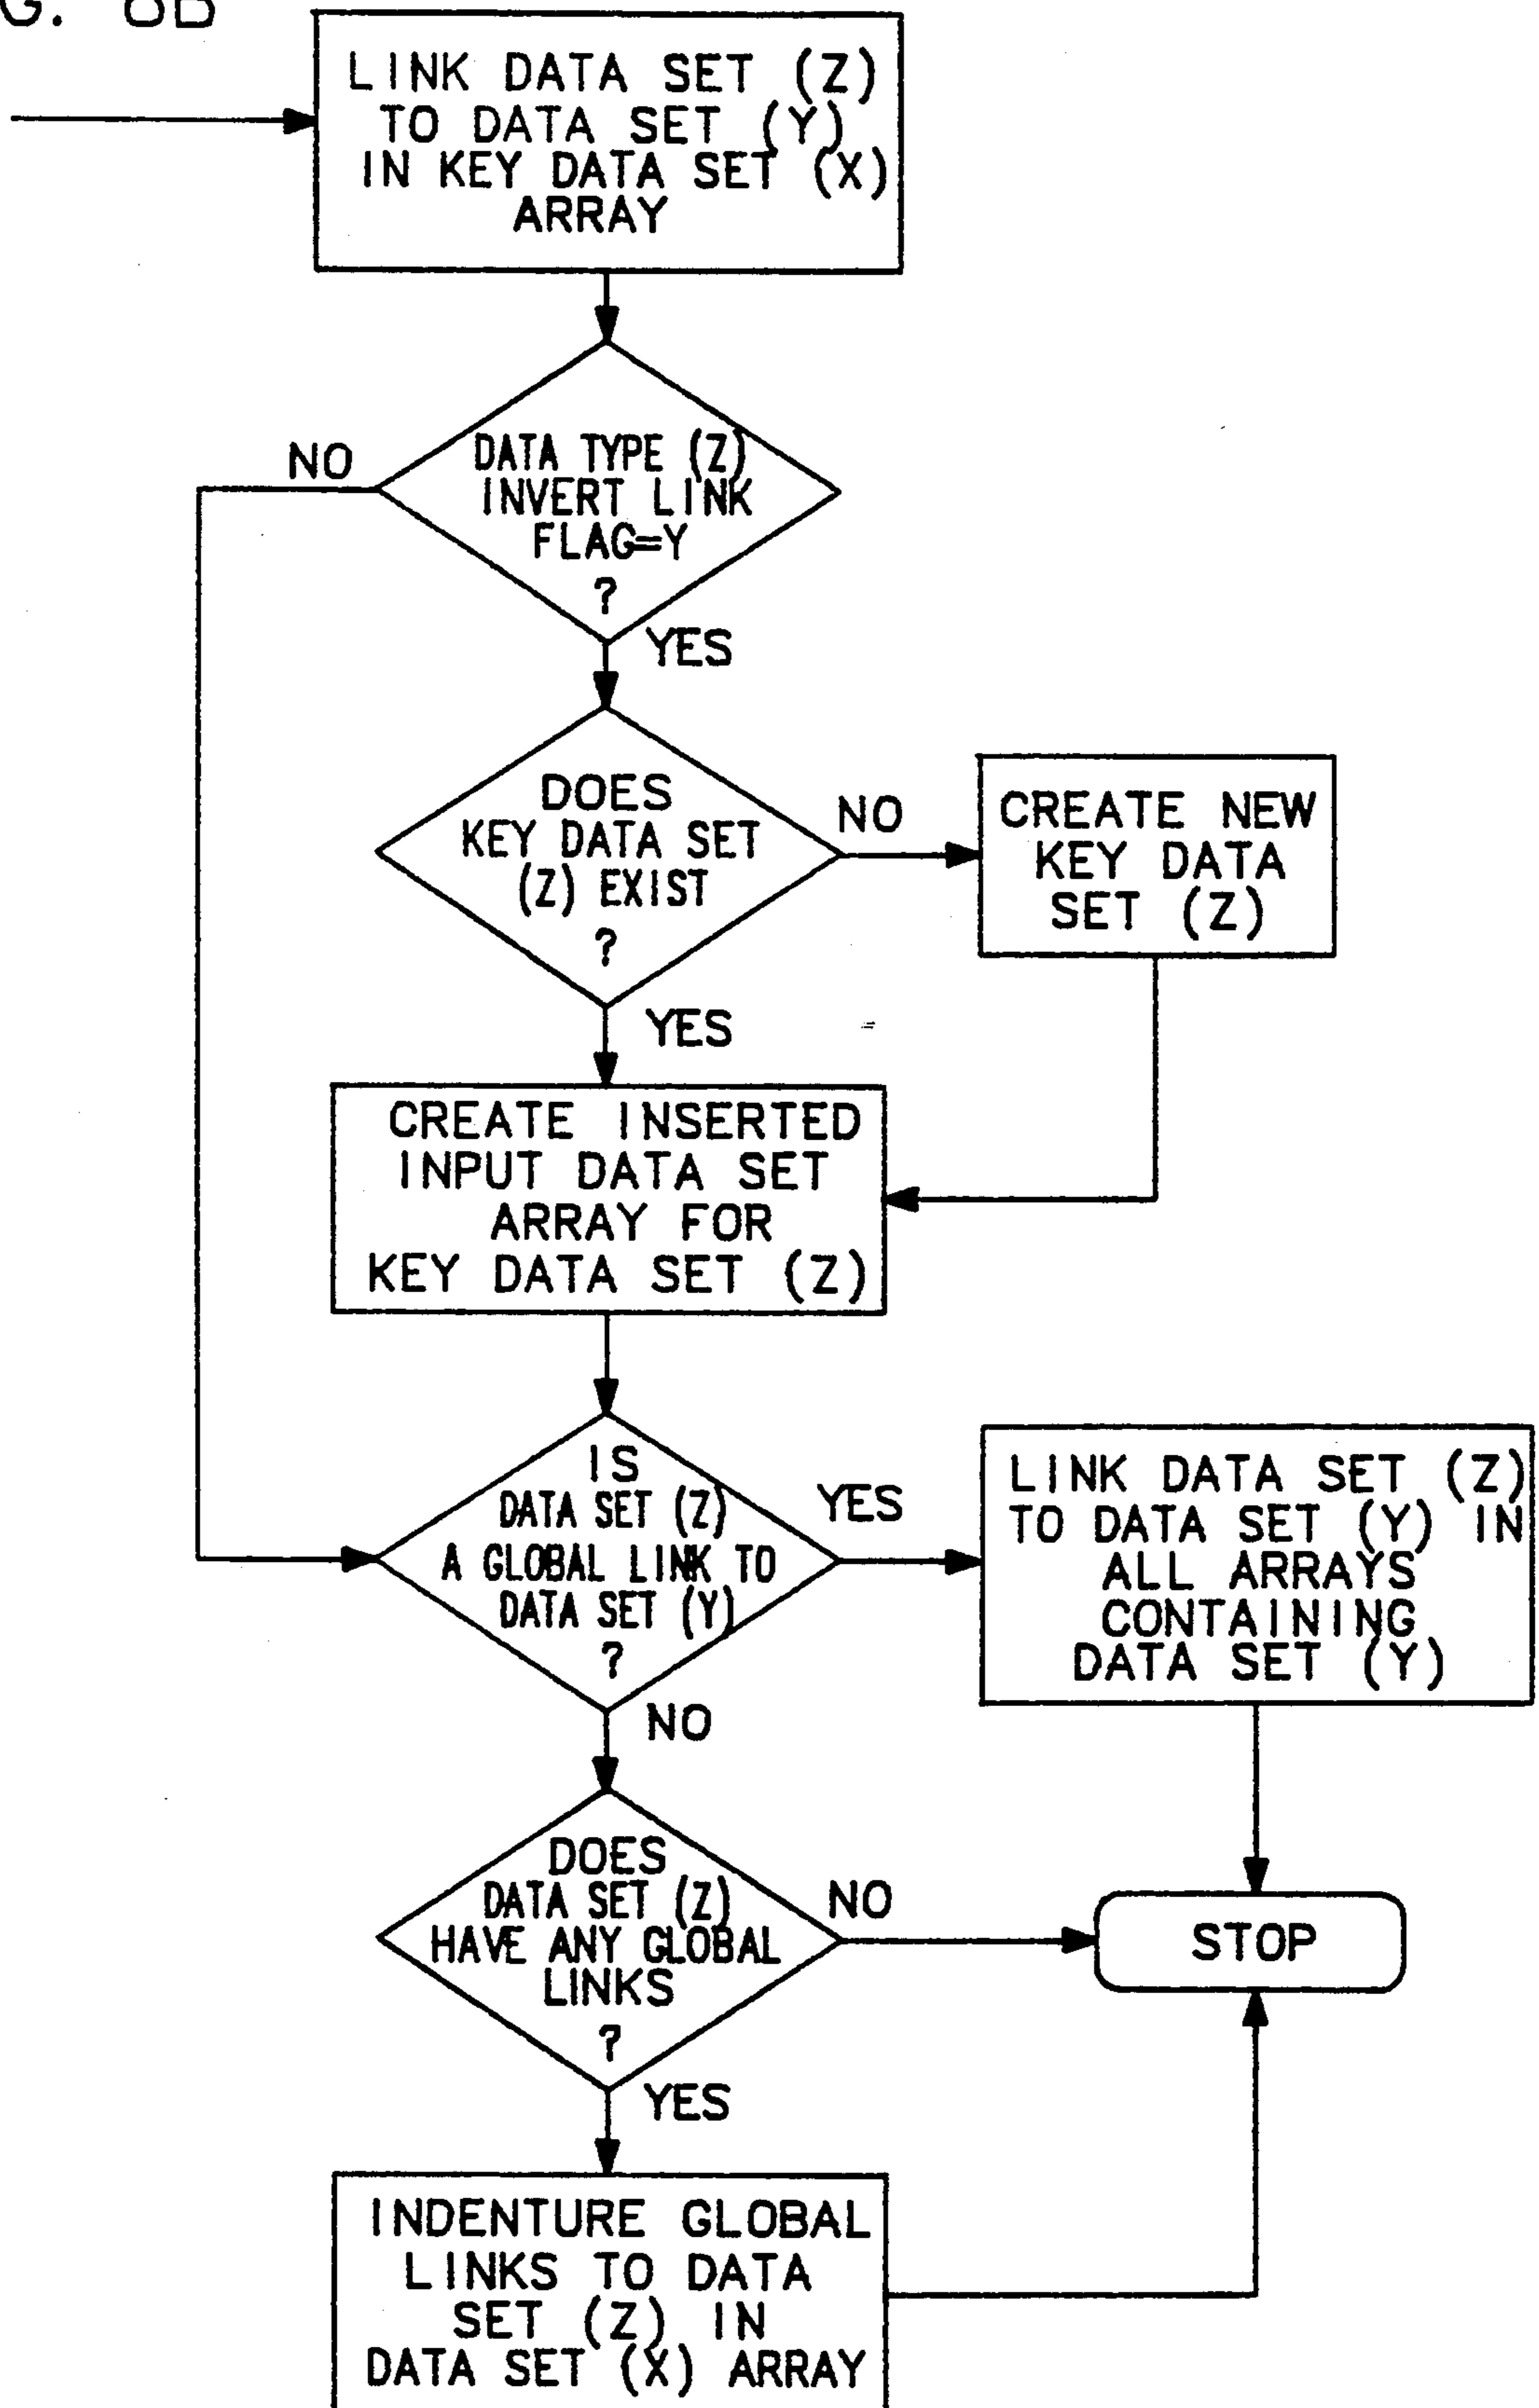 G. 8B
LINK DATA SET (Z)
TO DATA SET (Y)
IN KEY DATA SET (X)
ARRAY
DATA TYPE (Z)
INVERT LINK
FLAG=Y
?
NO
YES
DOES
KEY DATA SET
(Z) EXIST
?
NO
CREATE NEW
KEY DATA
SET (Z)
YES
CREATE INSERTED
INPUT DATA SET
ARRAY FOR
KEY DATA SET (Z)
IS
DATA SET (Z)
A GLOBAL LINK TO
DATA SET (Y)
?
YES
LINK DATA SET (Z)
TO DATA SET (Y) IN
ALL ARRAYS
CONTAINING
DATA SET (Y)
NO
DOES
DATA SET (Z)
HAVE ANY GLOBAL
LINKS
?
NO
STOP
YES
INDENTURE GLOBAL
LINKS TO DATA
SET (Z) IN
DATA SET (X) ARRAY